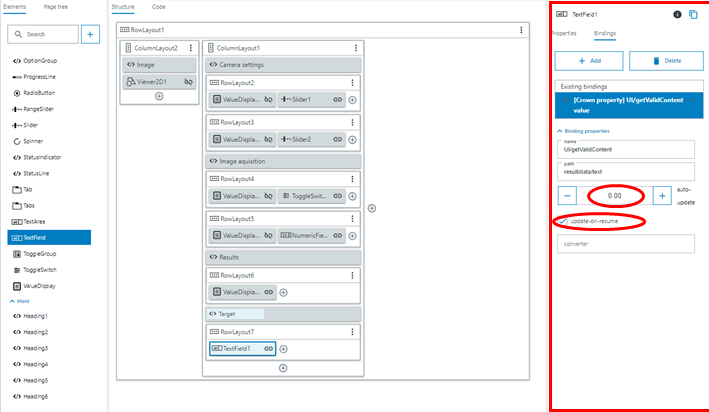 Elements
Page tree
Structure
Code
Search
+
OptionGroup
ProgressLine
RadioButton
RangeSlider
Slider
Spinner
StatusIndicator
StatusLine
Tab
Tabs
TextArea
TextField
ToggleGroup
ToggleSwitch
ValueDisplay
Html
Heading1
Heading2
Heading3
Heading4
Heading5
Heading6
RowLayout1
ColumnLayout2
Image
Viewer2D1
ColumnLayout1
Camera settings
RowLayout2
ValueDispla...
Slider1
RowLayout3
ValueDispla...
Slider2
Image aquisition
RowLayout4
ValueDispla...
ToggleSwit...
RowLayout5
ValueDispla...
NumericFie...
Results
RowLayout6
ValueDispla...
Target
RowLayout7
TextField1
TextField1
Properties
Bindings
+ Add
Delete
Existing bindings
[Crown property] UI/getValidContent
value
Binding properties
name
UI/getValidContent
path
result/data/text
− 0.00 + auto-
update
update-on-resume
converter